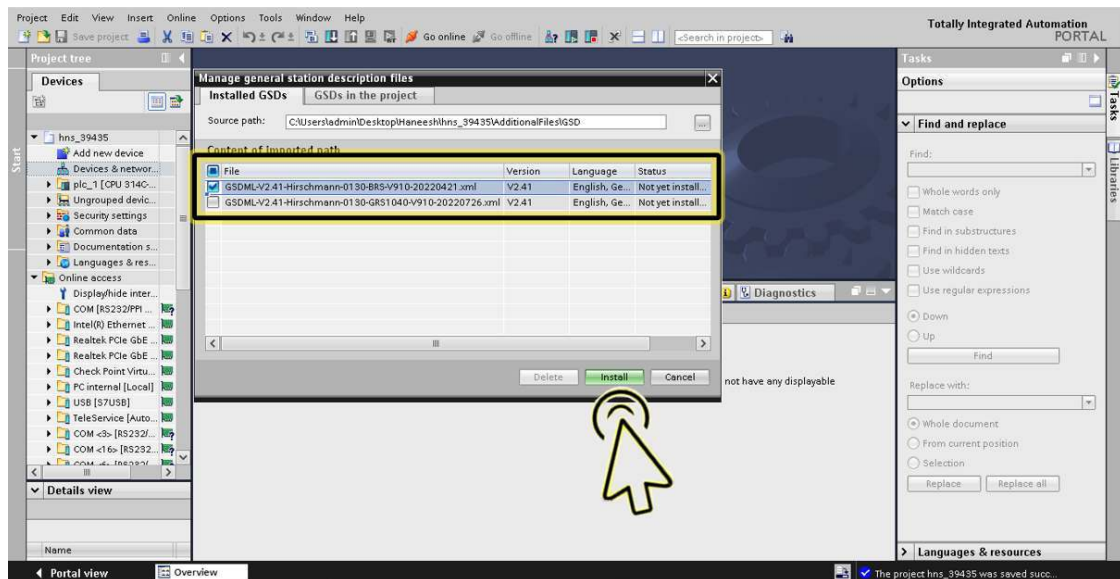 Project Edit View Insert Online Options Tools Window Help
Totally Integrated Automation
PORTAL
Save project
Go online
Go offline
<Search in project>
Project tree
Devices
Start
hns_39435
Add new device
Devices & networ...
plc_1 [CPU 314C-...
Ungrouped devic...
Security settings
Common data
Documentation s...
Languages & res...
Online access
Display/hide inter...
COM [RS232/PPI ...
Intel(R) Ethernet ...
Realtek PCIe GbE ...
Realtek PCIe GbE ...
Check Point Virtu...
PC internal [Local]
USB [S7USB]
TeleService [Auto...
COM <3> [RS232/...
COM <16> [RS232...
Details view
Name
Manage general station description files
X
Installed GSDs
GSDs in the project
Source path:
C:\Users\admin\Desktop\Haneesh\hns_39435\AdditionalFiles\GSD
...
Content of imported path
File Version Language Status
GSDML-V2.41-Hirschmann-0130-BRS-V910-20220421.xml V2.41 English, Ge... Not yet install...
GSDML-V2.41-Hirschmann-0130-GRS1040-V910-20220726.xml V2.41 English, Ge... Not yet install...
Delete Install Cancel
Diagnostics
not have any displayable
Tasks
Options
Find and replace
Find:
Whole words only
Match case
Find in substructures
Find in hidden texts
Use wildcards
Use regular expressions
Down
Up
Find
Replace with:
Whole document
From current position
Selection
Replace Replace all
Languages & resources
Tasks
Libraries
Portal view
Overview
The project hns_39435 was saved succ...